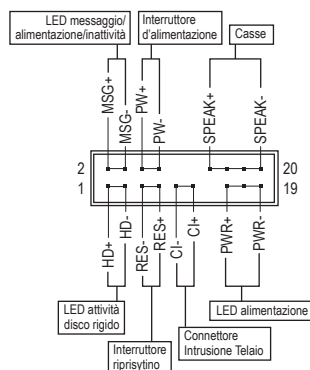 LED messaggio/
alimentazione/inattività
Interruttore
d'alimentazione
Casse
MSG+
MSG-
PW+
PW-
SPEAK+
SPEAK-
2
20
1
19
HD+
HD-
RES-
RES+
CI-
CI+
PWR+
PWR-
LED attività
disco rigido
LED alimentazione
Interruttore
riprisytino
Connettore
Intrusione Telaio